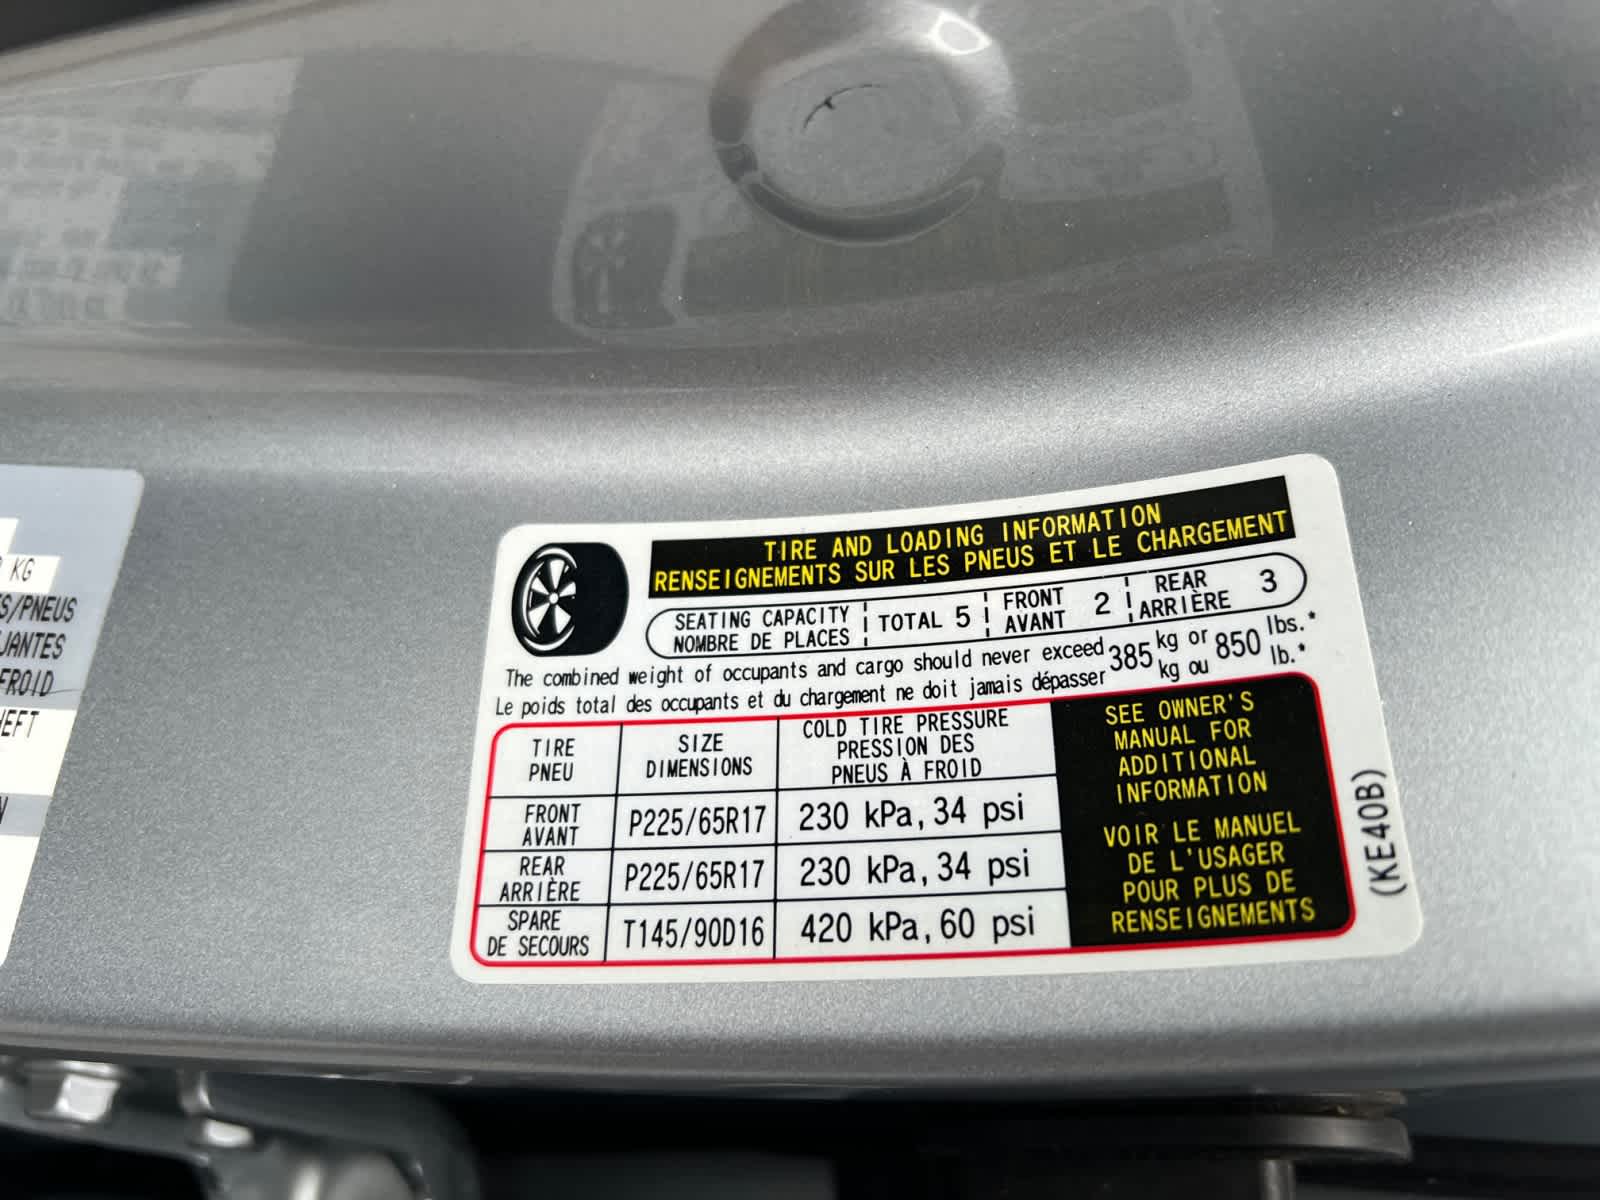 KG
S/PNEUS
JANTES
FROID
HEFT
N
TIRE AND LOADING INFORMATION
RENSEIGNEMENTS SUR LES PNEUS ET LE CHARGEMENT
SEATING CAPACITY
NOMBRE DE PLACES
TOTAL 5
FRONT
AVANT
2
REAR
ARRIÈRE
3
The combined weight of occupants and cargo should never exceed 385 kg or 850 lbs.*
Le poids total des occupants et du chargement ne doit jamais dépasser kg ou lb.*
TIRE
PNEU
SIZE
DIMENSIONS
COLD TIRE PRESSURE
PRESSION DES
PNEUS À FROID
FRONT
AVANT
P225/65R17
230 kPa, 34 psi
REAR
ARRIÈRE
P225/65R17
230 kPa, 34 psi
SPARE
DE SECOURS
T145/90D16
420 kPa, 60 psi
SEE OWNER'S
MANUAL FOR
ADDITIONAL
INFORMATION
VOIR LE MANUEL
DE L'USAGER
POUR PLUS DE
RENSEIGNEMENTS
(KE40B)